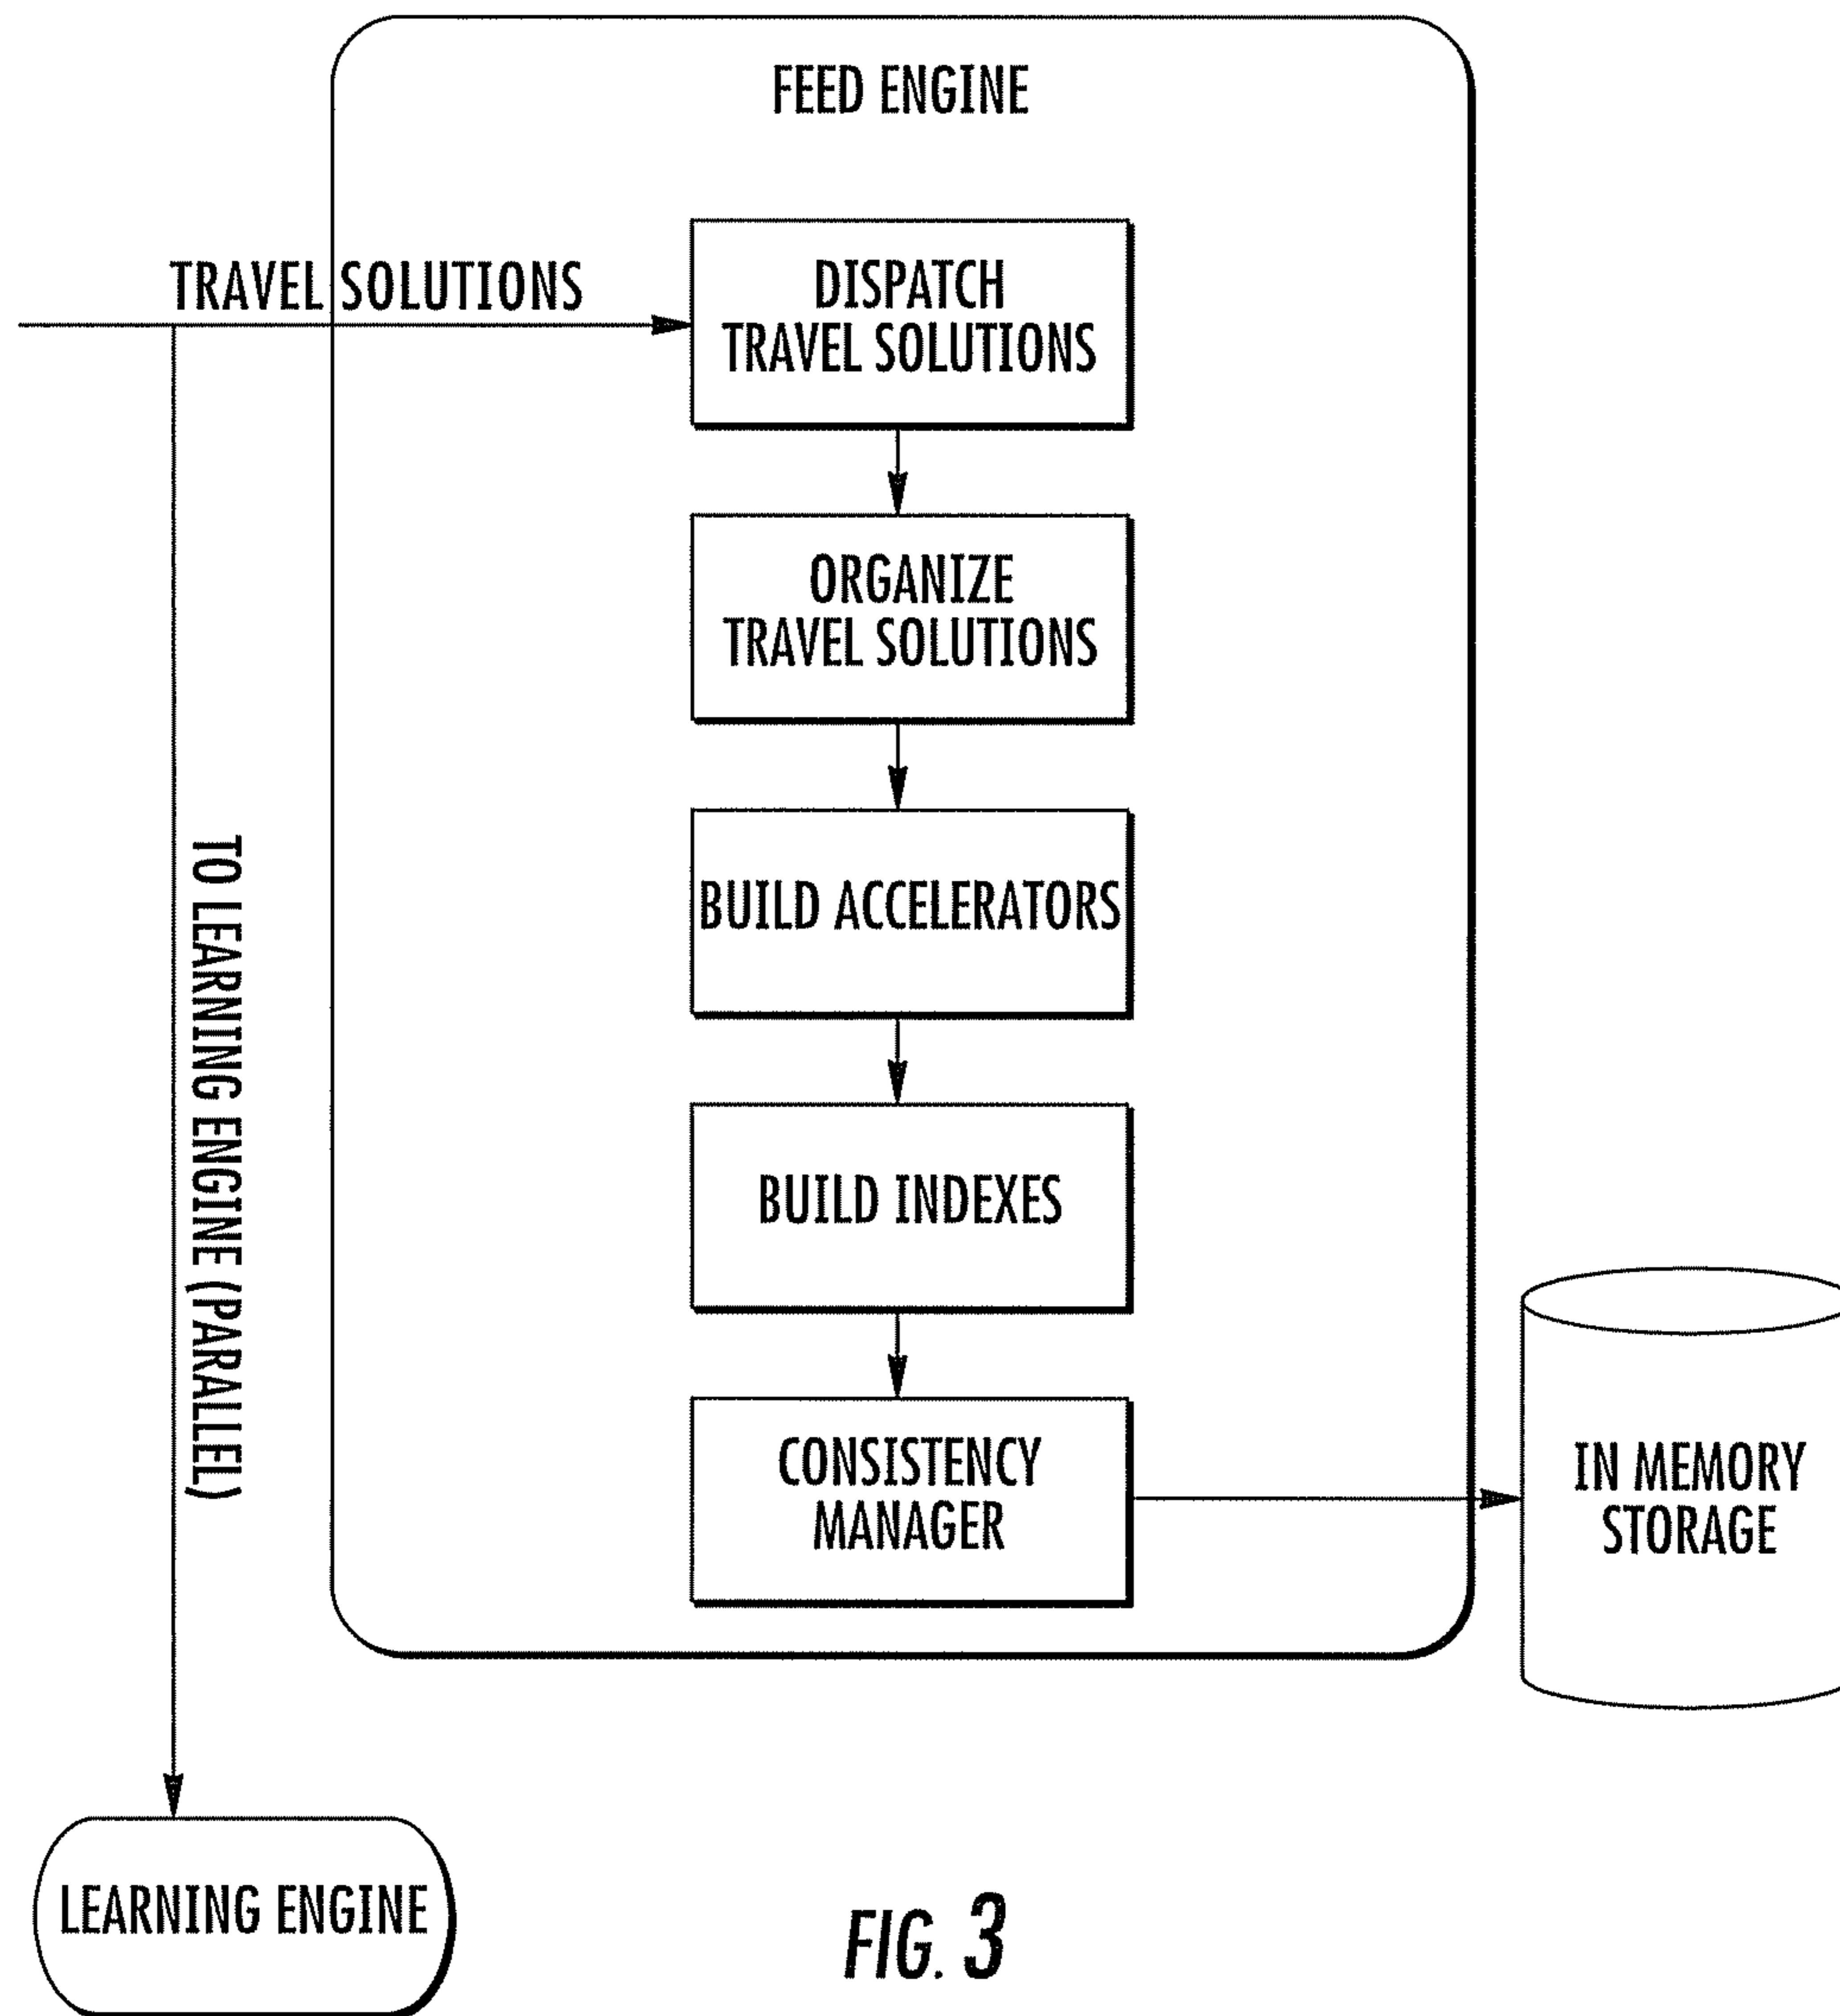 FEED ENGINE
TRAVEL SOLUTIONS
DISPATCH
TRAVEL SOLUTIONS
ORGANIZE
TRAVEL SOLUTIONS
BUILD ACCELERATORS
TO LEARNING ENGINE (PARALLEL)
BUILD INDEXES
CONSISTENCY
MANAGER
IN MEMORY
STORAGE
LEARNING ENGINE
FIG. 3